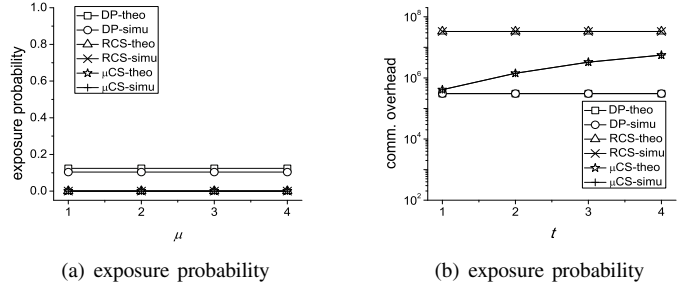 1.0
0.8
0.6
0.4
0.2
0.0
exposure probability
DP-theo
DP-simu
RCS-theo
RCS-simu
μCS-theo
μCS-simu
1 2 3 4
μ
(a) exposure probability
10^8
10^6
10^4
10^2
comm. overhead
DP-theo
DP-simu
RCS-theo
RCS-simu
μCS-theo
μCS-simu
1 2 3 4
t
(b) exposure probability